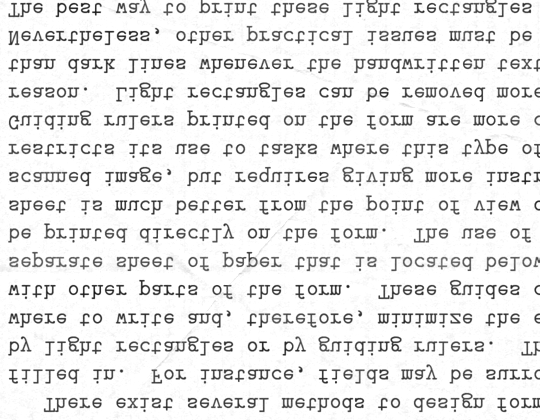 There exist several methods to design form
filled in. For instance, fields may be surro
by light rectangles or by guiding rulers. Th
where to write and, therefore, minimize the e
with other parts of the form. These guides c
separate sheet of paper that is located below
be printed directly on the form. The use of
sheet is much better from the point of view o
scanned image, but requires giving more instr
restricts its use to tasks where this type of
Guiding rulers printed on the form are more c
reason. Light rectangles can be removed more
than dark lines whenever the handwritten text
Nevertheless, other practical issues must be
The best way to print these light rectangles